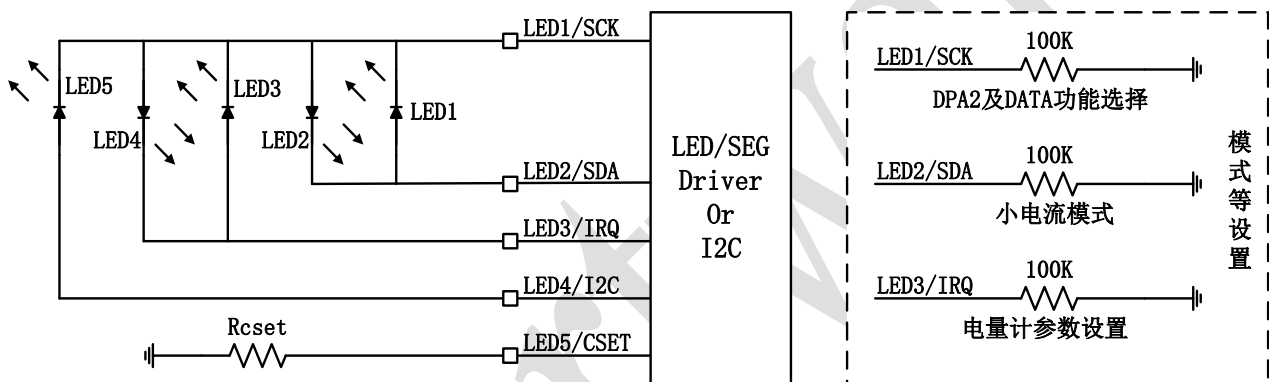 LED1/SCK
LED5
LED3
LED4
LED2
LED1
LED2/SDA
LED3/IRQ
LED4/I2C
Rcset
LED5/CSET
LED/SEG
Driver
Or
I2C
LED1/SCK
100K
DPA2及DATA功能选择
LED2/SDA
100K
小电流模式
LED3/IRQ
100K
电量计参数设置
模式等设置